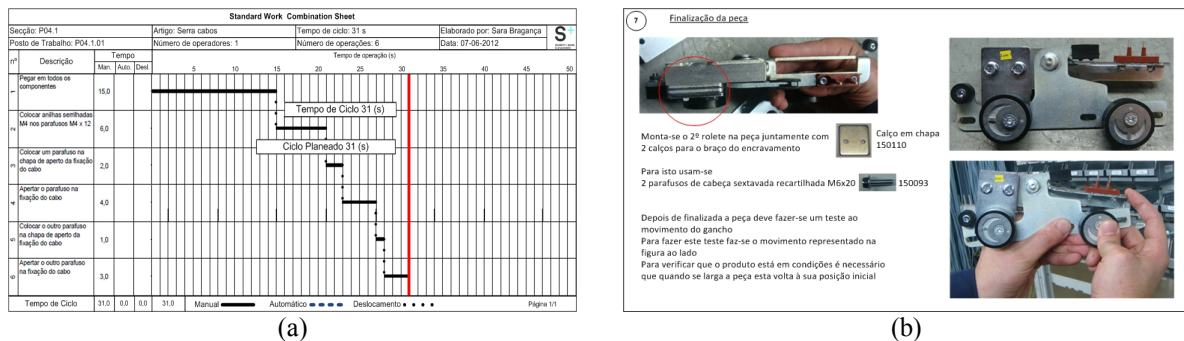 Standard Work Combination Sheet
Secção: P04.1 Artigo: Serra cabos Tempo de ciclo: 31 s Elaborado por: Sara Bragança
Posto de Trabalho: P04.1.01 Número de operadores: 1 Número de operações: 6 Data: 07-06-2012
S+
nº Descrição Tempo Tempo de operação (s)
Man. Auto. Desl. 5 10 15 20 25 30 35 40 45 50
1 Pegar em todos os componentes 15,0
Tempo de Ciclo 31 (s)
2 Colocar anilhas semilhadas M4 nos parafusos M4 x 12 6,0
Ciclo Planeado 31 (s)
3 Colocar um parafuso na chapa de aperto da fixação do cabo 2,0
4 Apertar o parafuso na fixação do cabo 4,0
5 Colocar o outro parafuso na chapa de aperto da fixação do cabo 1,0
6 Apertar o outro parafuso na fixação do cabo 3,0
Tempo de Ciclo 31,0 0,0 0,0 31,0 Manual Automático Deslocamento Página 1/1
(a)
7 Finalização da peça
Monta-se o 2º rolete na peça juntamente com
2 calços para o braço do encravamento
Calço em chapa
150110
Para isto usam-se
2 parafusos de cabeça sextavada recartilhada M6x20 150093
Depois de finalizada a peça deve fazer-se um teste ao
movimento do gancho
Para fazer este teste faz-se o movimento representado na
figura ao lado
Para verificar que o produto está em condições é necessário
que quando se larga a peça esta volta à sua posição inicial
(b)